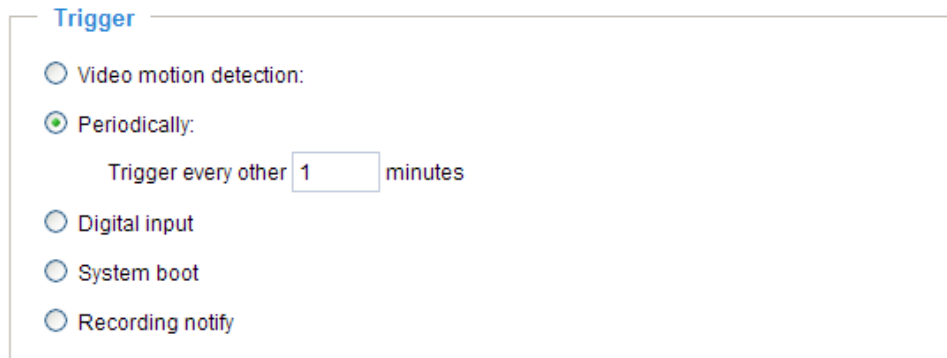 Trigger
Video motion detection:
Periodically:
Trigger every other 1 minutes
Digital input
System boot
Recording notify